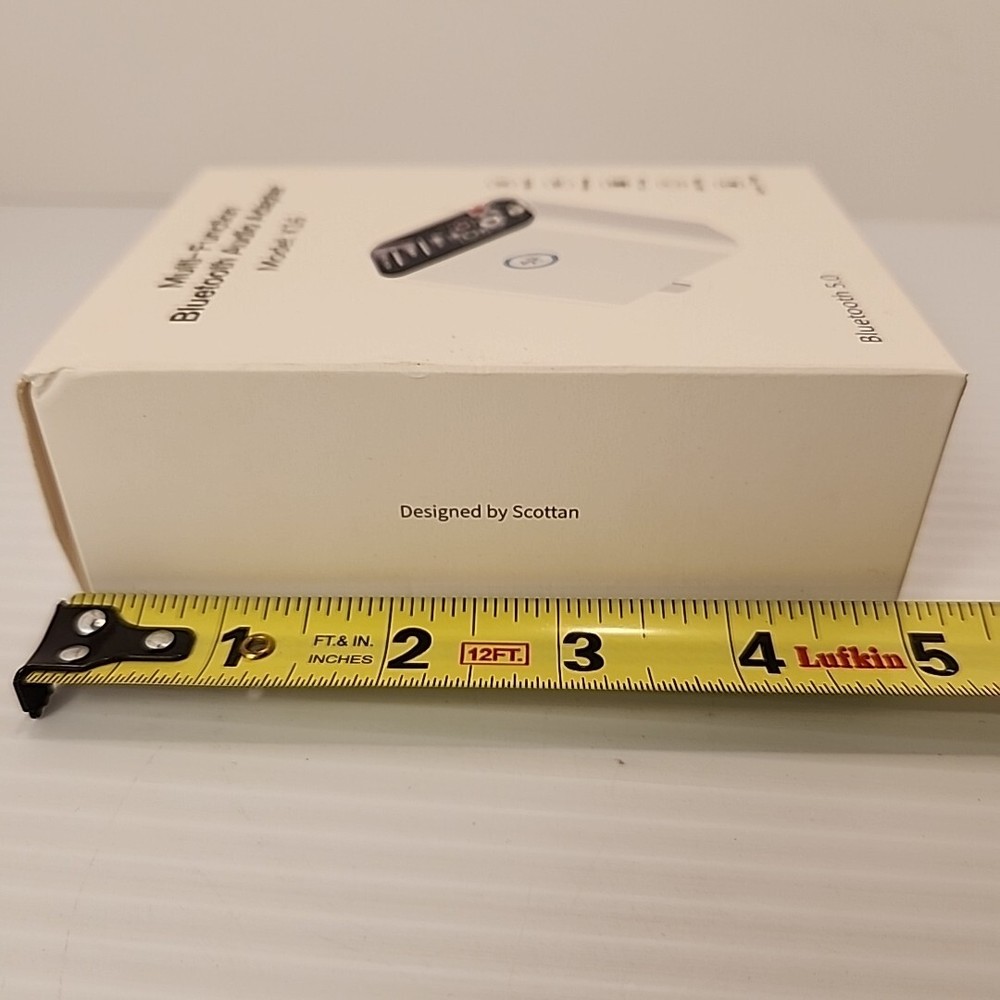 Multi-Function
Bluetooth Audio Adapter
Model: K16
Bluetooth 5.0
Designed by Scottan
1 FT.& IN. 2 12FT. 3 4 Lufkin 5
INCHES